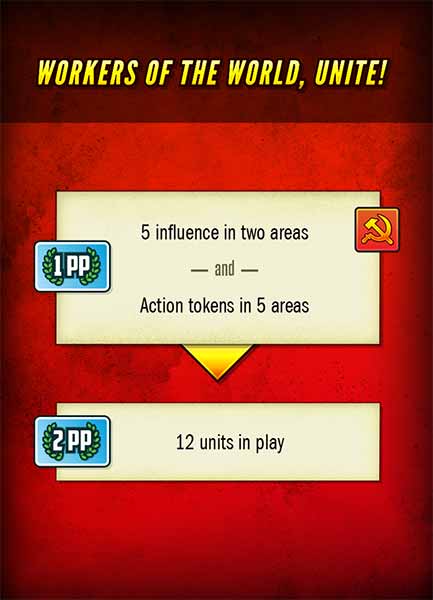 WORKERS OF THE WORLD, UNITE!
5 influence in two areas
1 PP
— and —
Action tokens in 5 areas
2 PP
12 units in play